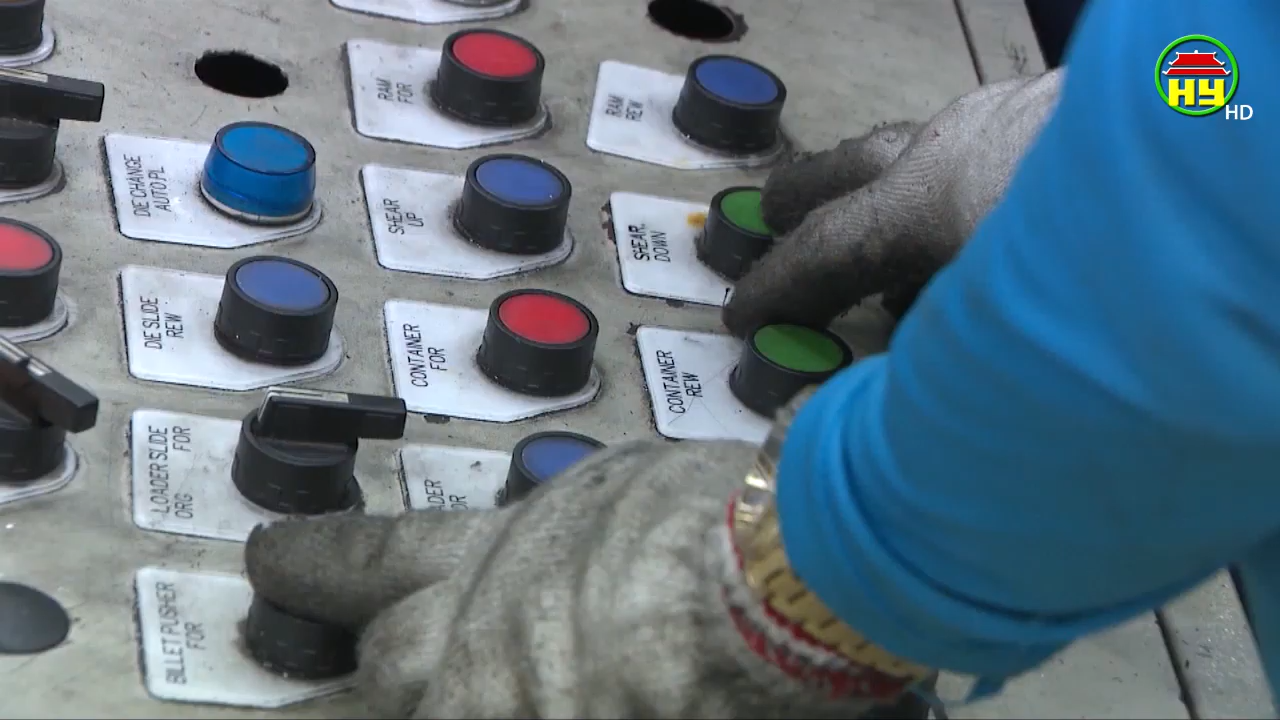 HY
HD
RAM
FOR
RAM
REW
DIE CHANGE
AUTO.PL
SHEAR
UP
SHEAR
DOWN
DIE SLIDE
REW
CONTAINER
FOR
CONTAINER
REW
LOADER SLIDE
FOR
ORG
BILLET PUSHER
FOR